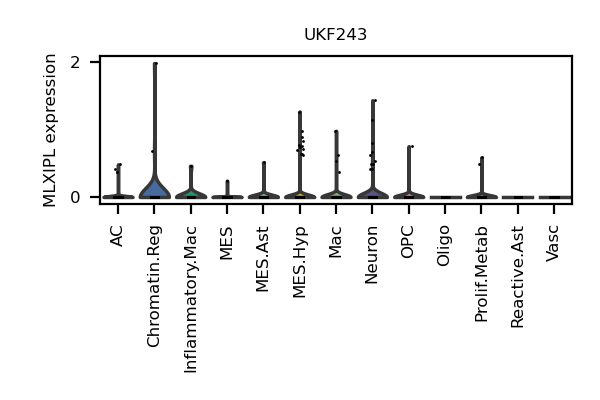 UKF243
MLXIPL expression
2
0
AC
Chromatin.Reg
Inflammatory.Mac
MES
MES.Ast
MES.Hyp
Mac
Neuron
OPC
Oligo
Prolif.Metab
Reactive.Ast
Vasc